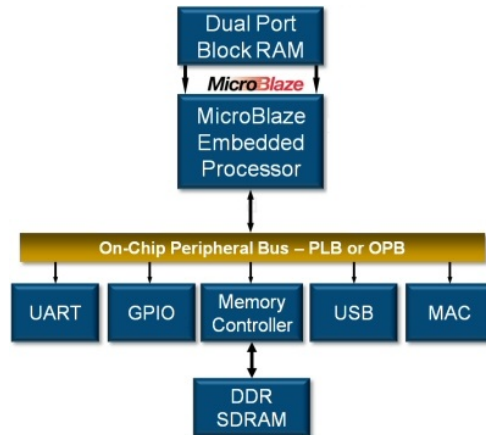 Dual Port
Block RAM
MicroBlaze
MicroBlaze
Embedded
Processor
On-Chip Peripheral Bus – PLB or OPB
UART
GPIO
Memory
Controller
USB
MAC
DDR
SDRAM